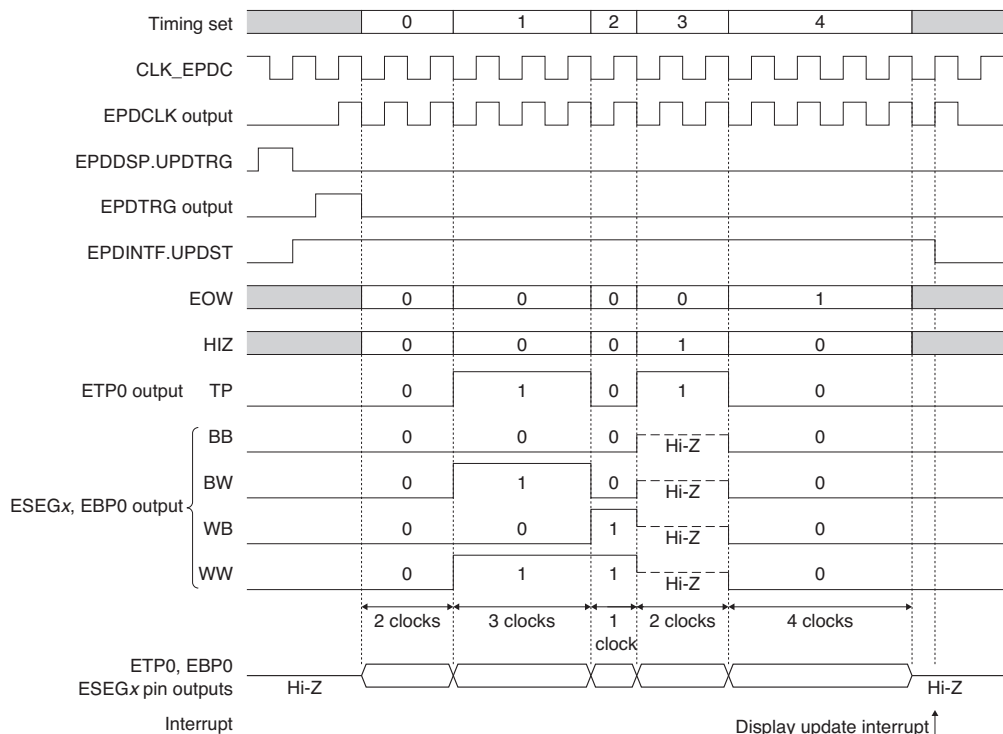 Timing set 0 1 2 3 4
CLK_EPDC
EPDCLK output
EPDDSP.UPDTRG
EPDTRG output
EPDINTF.UPDST
EOW 0 0 0 0 1
HIZ 0 0 0 1 0
ETP0 output TP 0 1 0 1 0
BB 0 0 0 Hi-Z 0
BW 0 1 0 Hi-Z 0
ESEGx, EBP0 output
WB 0 0 1 Hi-Z 0
WW 0 1 1 Hi-Z 0
2 clocks 3 clocks 1 clock 2 clocks 4 clocks
ETP0, EBP0
ESEGx pin outputs
Hi-Z Hi-Z
Interrupt Display update interrupt